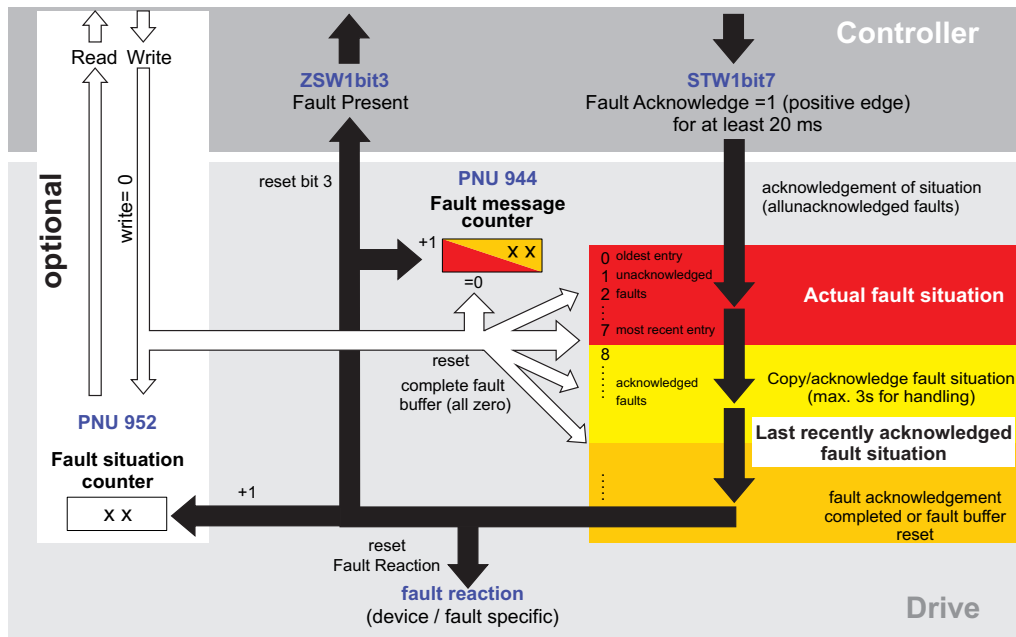 Controller
Read Write
ZSW1bit3
Fault Present
STW1bit7
Fault Acknowledge =1 (positive edge)
for at least 20 ms
optional
write= 0
reset bit 3
PNU 944
Fault message
counter
+1
x x
=0
acknowledgement of situation
(allunacknowledged faults)
0 oldest entry
1 unacknowledged
2 faults
7 most recent entry
Actual fault situation
8
acknowledged
faults
Copy/acknowledge fault situation
(max. 3s for handling)
reset
complete fault
buffer (all zero)
PNU 952
Fault situation
counter
x x
+1
Last recently acknowledged
fault situation
fault acknowledgement
completed or fault buffer
reset
reset
Fault Reaction
fault reaction
(device / fault specific)
Drive